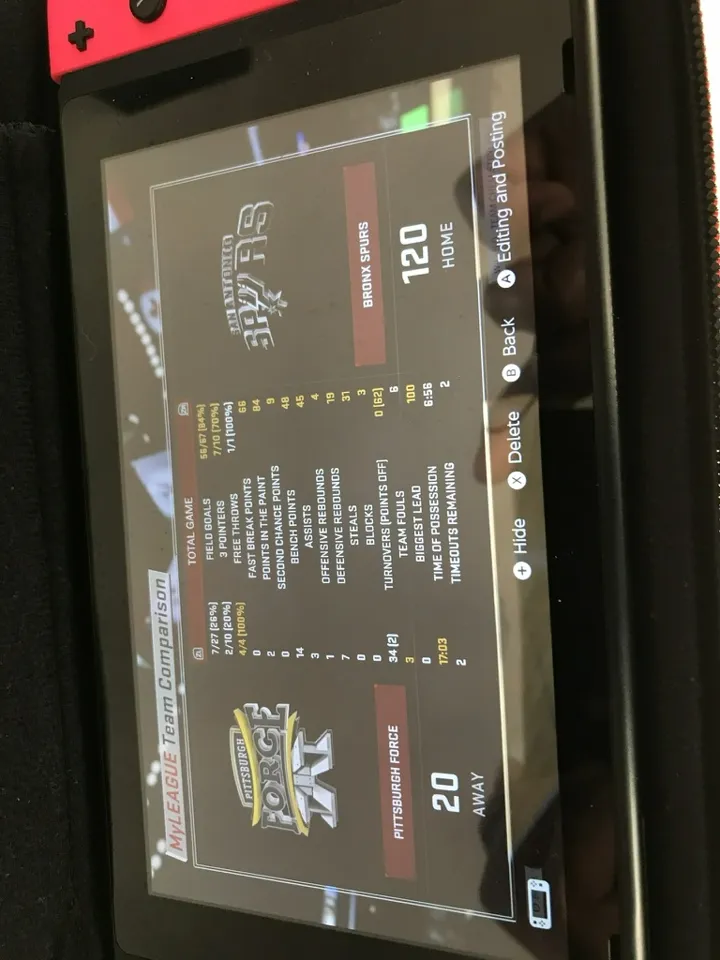 MyLEAGUE Team Comparison
ZL TOTAL GAME ZR
7/27 (26%) FIELD GOALS 56/67 (84%)
2/10 (20%) 3 POINTERS 7/10 (70%)
4/4 (100%) FREE THROWS 1/1 (100%)
0 FAST BREAK POINTS 66
2 POINTS IN THE PAINT 84
0 SECOND CHANCE POINTS 9
14 BENCH POINTS 48
3 ASSISTS 45
1 OFFENSIVE REBOUNDS 4
7 DEFENSIVE REBOUNDS 19
0 STEALS 31
0 BLOCKS 3
34 (2) TURNOVERS (POINTS OFF) 0 (62)
3 TEAM FOULS 6
0 BIGGEST LEAD 100
17:03 TIME OF POSSESSION 6:56
2 TIMEOUTS REMAINING 2
PITTSBURGH
FORGE
PITTSBURGH FORCE
20
AWAY
SAN ANTONIO
SPURS
BRONX SPURS
120
HOME
+ Hide X Delete B Back A Editing and Posting